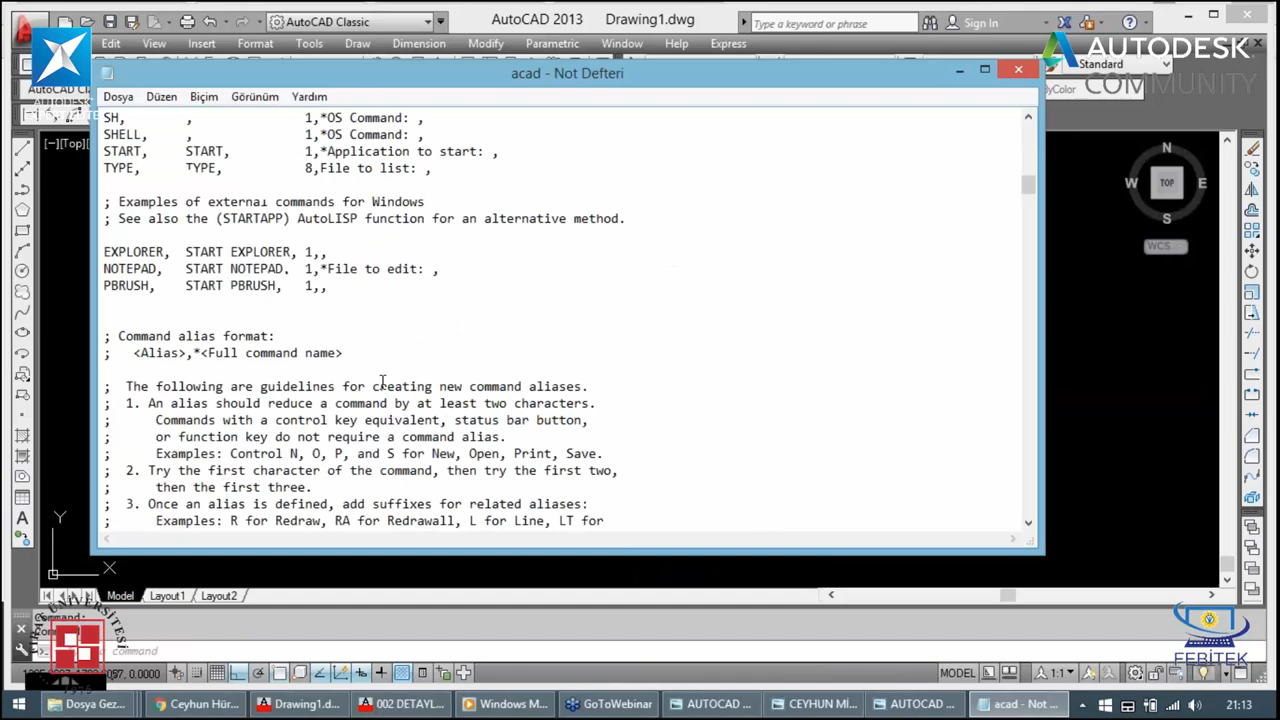 AutoCAD Classic
AutoCAD 2013 Drawing1.dwg
Type a keyword or phrase
Sign In
Edit View Insert Format Tools Draw Dimension Modify Parametric Window Help Express
AUTODESK
COMMUNITY
Standard
acad - Not Defteri
Dosya Düzen Biçim Görünüm Yardım
SH, , 1,*OS Command: ,
SHELL, , 1,*OS Command: ,
START, START, 1,*Application to start: ,
TYPE, TYPE, 8,File to list: ,
; Examples of external commands for Windows
; See also the (STARTAPP) AutoLISP function for an alternative method.
EXPLORER, START EXPLORER, 1,,
NOTEPAD, START NOTEPAD, 1,*File to edit: ,
PBRUSH, START PBRUSH, 1,,
; Command alias format:
; <Alias>,*<Full command name>
; The following are guidelines for creating new command aliases.
; 1. An alias should reduce a command by at least two characters.
; Commands with a control key equivalent, status bar button,
; or function key do not require a command alias.
; Examples: Control N, O, P, and S for New, Open, Print, Save.
; 2. Try the first character of the command, then try the first two,
; then the first three.
; 3. Once an alias is defined, add suffixes for related aliases:
; Examples: R for Redraw, RA for Redrawall, L for Line, LT for
[−][Top]
N
W TOP E
S
WCS
Y
X
Model Layout1 Layout2
Command:
command
0.0000
MODEL
1:1
FEBİTEK
Dosya Gez...
Ceyhun Hür...
Drawing1.d...
002 DETAYL...
Windows M...
GoToWebinar
AUTOCAD ...
CEYHUN Mİ...
AUTOCAD ...
acad - Not ...
21:13